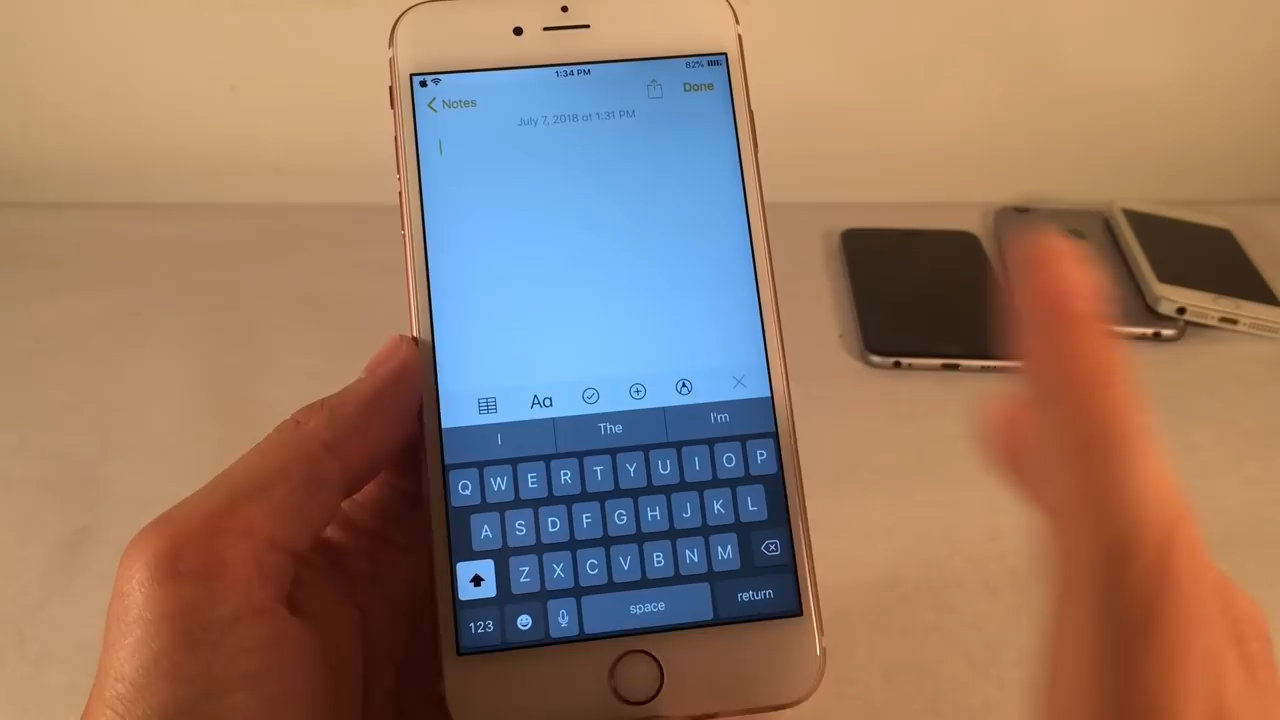 1:34 PM
82%
Notes
Done
July 7, 2018 at 1:31 PM
Aa
I The I'm
Q W E R T Y U I O P
A S D F G H J K L
Z X C V B N M
123 space return